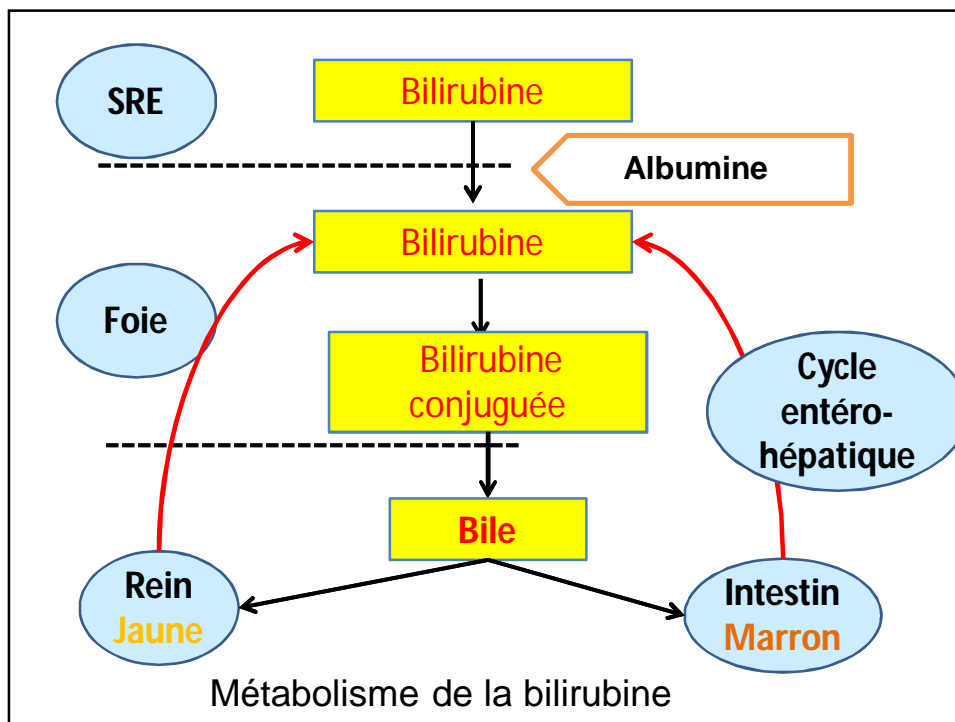 SRE
Bilirubine
Albumine
Bilirubine
Foie
Bilirubine
conjuguée
Cycle
entéro-
hépatique
Bile
Rein
Jaune
Intestin
Marron
Métabolisme de la bilirubine